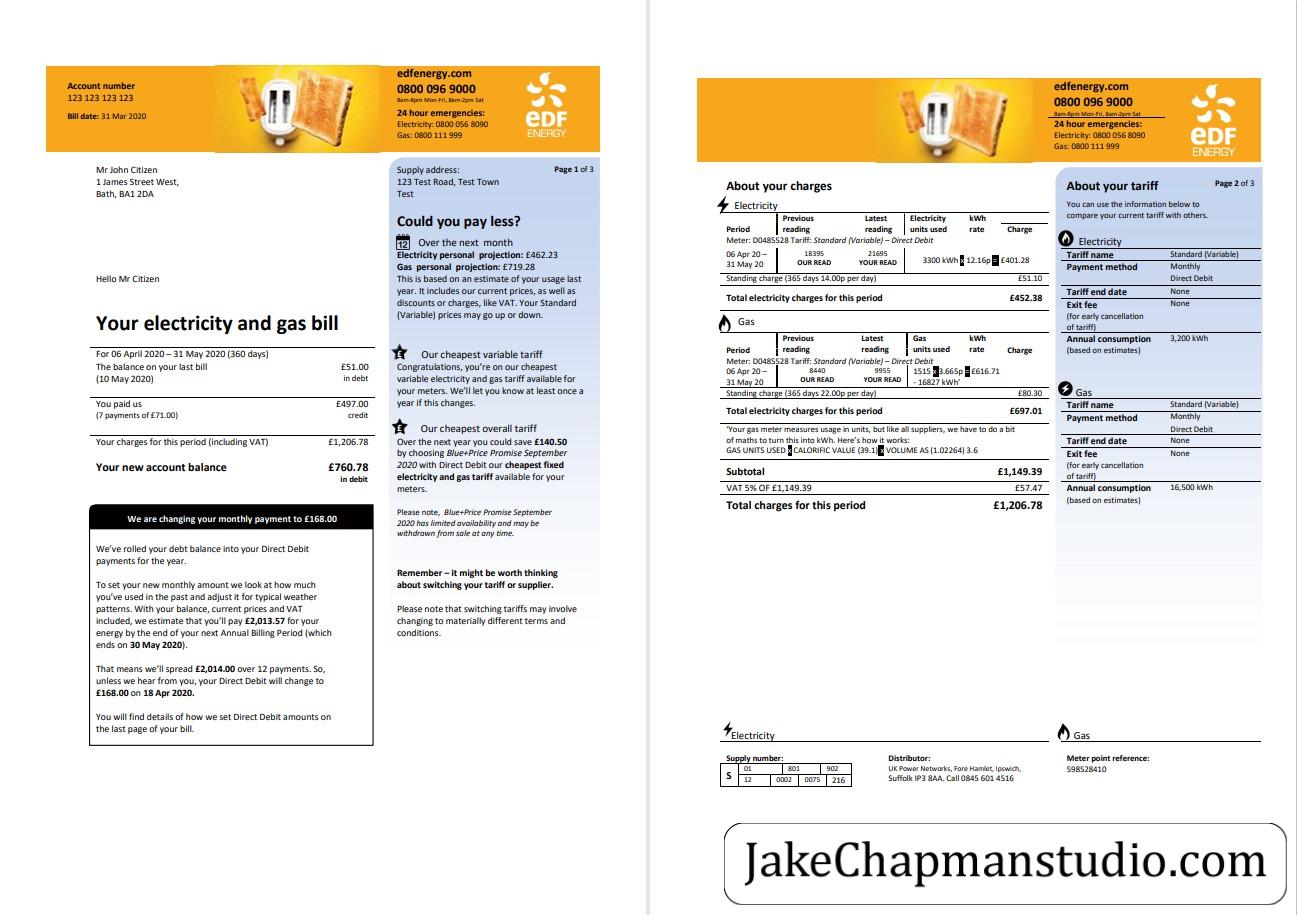 Account number
123 123 123 123
Bill date: 31 Mar 2020
edfenergy.com
0800 096 9000
8am-8pm Mon-Fri, 8am-2pm Sat
24 hour emergencies:
Electricity: 0800 056 8090
Gas: 0800 111 999
eDF
ENERGY
Mr John Citizen
1 James Street West,
Bath, BA1 2DA
Hello Mr Citizen
Your electricity and gas bill
For 06 April 2020 – 31 May 2020 (360 days)
The balance on your last bill £51.00
(10 May 2020) in debt
You paid us £497.00
(7 payments of £71.00) credit
Your charges for this period (including VAT) £1,206.78
Your new account balance £760.78
in debit
We are changing your monthly payment to £168.00
We've rolled your debt balance into your Direct Debit
payments for the year.
To set your new monthly amount we look at how much
you've used in the past and adjust it for typical weather
patterns. With your balance, current prices and VAT
included, we estimate that you'll pay £2,013.57 for your
energy by the end of your next Annual Billing Period (which
ends on 30 May 2020).
That means we'll spread £2,014.00 over 12 payments. So,
unless we hear from you, your Direct Debit will change to
£168.00 on 18 Apr 2020.
You will find details of how we set Direct Debit amounts on
the last page of your bill.
Supply address: Page 1 of 3
123 Test Road, Test Town
Test
Could you pay less?
12 Over the next month
Electricity personal projection: £462.23
Gas personal projection: £719.28
This is based on an estimate of your usage last
year. It includes our current prices, as well as
discounts or charges, like VAT. Your Standard
(Variable) prices may go up or down.
£ Our cheapest variable tariff
Congratulations, you're on our cheapest
variable electricity and gas tariff available for
your meters. We'll let you know at least once a
year if this changes.
£ Our cheapest overall tariff
Over the next year you could save £140.50
by choosing Blue+Price Promise September
2020 with Direct Debit our cheapest fixed
electricity and gas tariff available for your
meters.
Please note, Blue+Price Promise September
2020 has limited availability and may be
withdrawn from sale at any time.
Remember – it might be worth thinking
about switching your tariff or supplier.
Please note that switching tariffs may involve
changing to materially different terms and
conditions.
edfenergy.com
0800 096 9000
8am-8pm Mon-Fri, 8am-2pm Sat
24 hour emergencies:
Electricity: 0800 056 8090
Gas: 0800 111 999
eDF
ENERGY
About your charges
Electricity
Previous Latest Electricity kWh
Period reading reading units used rate Charge
Meter: D0485528 Tariff: Standard (Variable) – Direct Debit
06 Apr 20 – 18395 21695 3300 kWh x 12.16p = £401.28
31 May 20 OUR READ YOUR READ
Standing charge (365 days 14.00p per day) £51.10
Total electricity charges for this period £452.38
Gas
Previous Latest Gas kWh
Period reading reading units used rate Charge
Meter: D0485528 Tariff: Standard (Variable) – Direct Debit
06 Apr 20 – 8440 9955 1515 x 3.665p = £616.71
31 May 20 OUR READ YOUR READ - 16827 kWh'
Standing charge (365 days 22.00p per day) £80.30
Total electricity charges for this period £697.01
'Your gas meter measures usage in units, but like all suppliers, we have to do a bit
of maths to turn this into kWh. Here's how it works:
GAS UNITS USED x CALORIFIC VALUE (39.1) x VOLUME AS (1.02264) 3.6
Subtotal £1,149.39
VAT 5% OF £1,149.39 £57.47
Total charges for this period £1,206.78
About your tariff Page 2 of 3
You can use the information below to
compare your current tariff with others.
Electricity
Tariff name Standard (Variable)
Payment method Monthly
Direct Debit
Tariff end date None
Exit fee None
(for early cancellation
of tariff)
Annual consumption 3,200 kWh
(based on estimates)
Gas
Tariff name Standard (Variable)
Payment method Monthly
Direct Debit
Tariff end date None
Exit fee None
(for early cancellation
of tariff)
Annual consumption 16,500 kWh
(based on estimates)
Electricity
Supply number:
S 01 801 902
12 0002 0075 216
Distributor:
UK Power Networks, Fore Hamlet, Ipswich,
Suffolk IP3 8AA. Call 0845 601 4516
Gas
Meter point reference:
598528410
JakeChapmanstudio.com